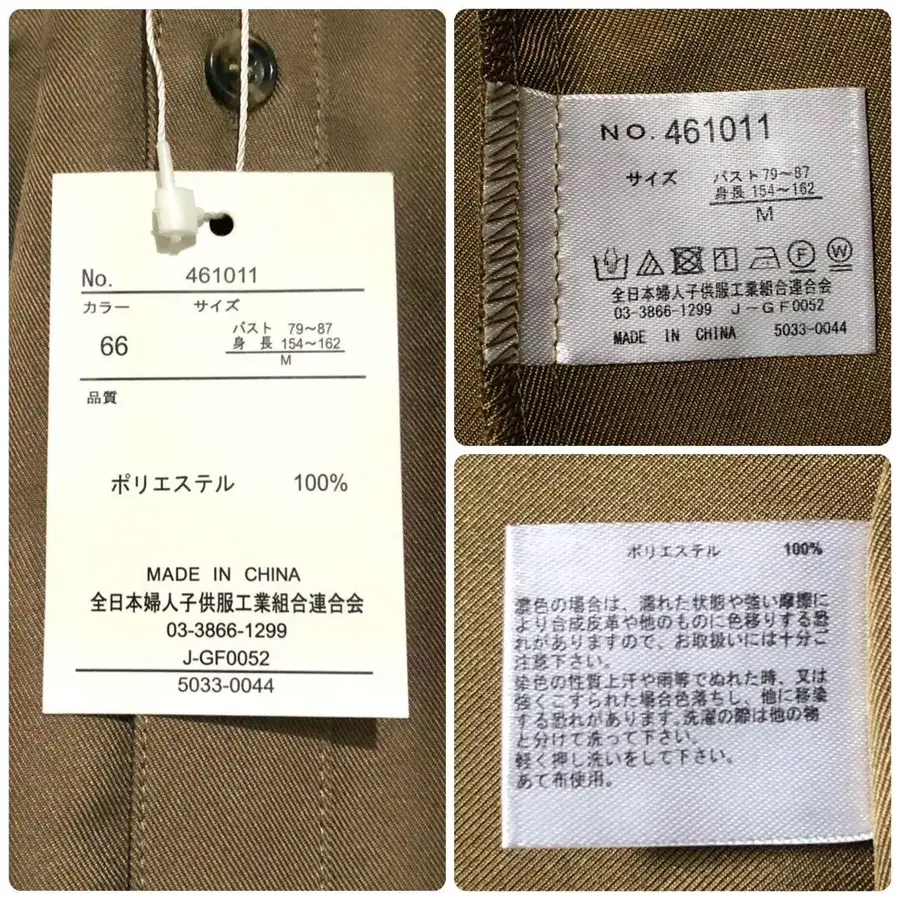 No. 461011
カラー サイズ
66 バスト 79〜87
身 長 154〜162
M
品質
ポリエステル 100%
MADE IN CHINA
全日本婦人子供服工業組合連合会
03-3866-1299
J-GF0052
5033-0044
NO. 461011
サイズ バスト79〜87
身長154〜162
M
F W
全日本婦人子供服工業組合連合会
03-3866-1299 J-GF0052
MADE IN CHINA 5033-0044
ポリエステル 100%
濃色の場合は、濡れた状態や強い摩擦に
より合成皮革や他のものに色移りする恐
れがありますので、お取扱いには十分ご
注意下さい。
染色の性質上汗や雨等でぬれた時、又は
強くこすられた場合色落ちし、他に移染
する恐れがあります。洗濯の際は他の物
と分けて洗って下さい。
軽く押し洗いをして下さい。
あて布使用。